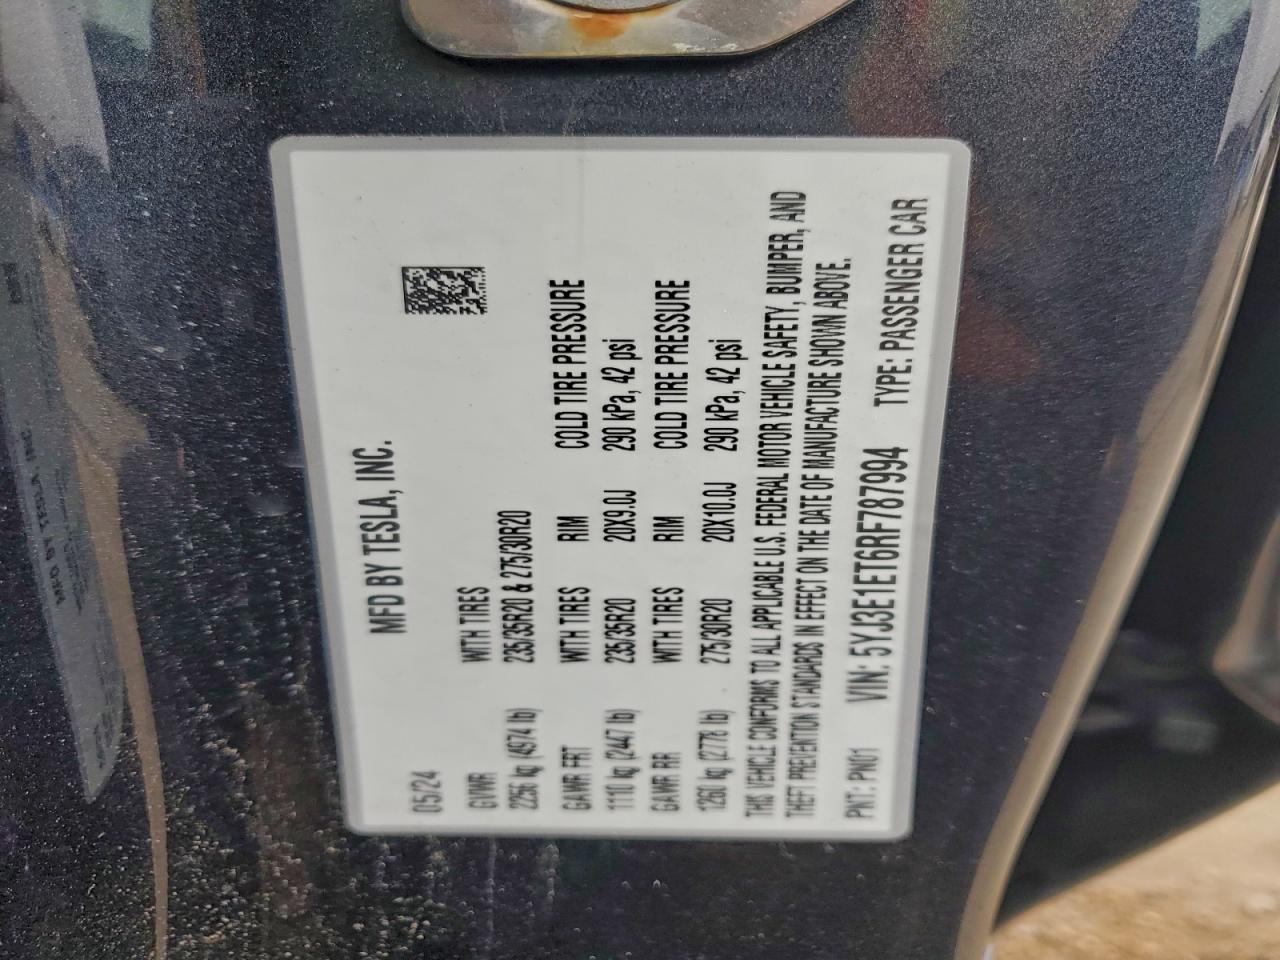 MFD BY TESLA, INC.
05/24
GVWR WITH TIRES
2256 kg (4974 lb) 235/35R20 & 275/30R20
GAWR FRT WITH TIRES RIM COLD TIRE PRESSURE
1110 kg (2447 lb) 235/35R20 20X9.0J 290 kPa, 42 psi
GAWR RR WITH TIRES RIM COLD TIRE PRESSURE
1260 kg (2778 lb) 275/30R20 20X10.0J 290 kPa, 42 psi
THIS VEHICLE CONFORMS TO ALL APPLICABLE U.S. FEDERAL MOTOR VEHICLE SAFETY, BUMPER, AND
THEFT PREVENTION STANDARDS IN EFFECT ON THE DATE OF MANUFACTURE SHOWN ABOVE.
PNT: PN01 VIN: 5YJ3E1ET6RF787994 TYPE: PASSENGER CAR